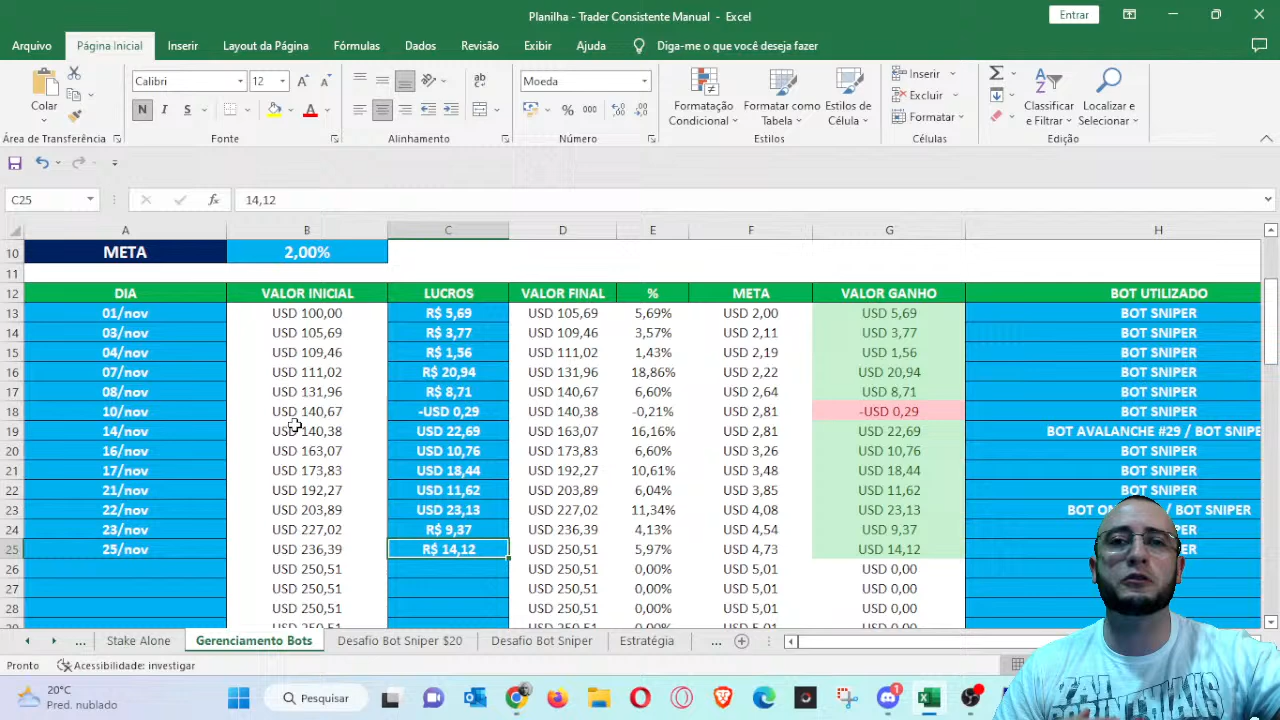 Planilha - Trader Consistente Manual - Excel
Entrar
Arquivo Página Inicial Inserir Layout da Página Fórmulas Dados Revisão Exibir Ajuda Diga-me o que você deseja fazer
Colar
Calibri 12
N I S
Moeda
% 000
Formatação Condicional
Formatar como Tabela
Estilos de Célula
Inserir
Excluir
Formatar
Classificar e Filtrar
Localizar e Selecionar
Área de Transferência Fonte Alinhamento Número Estilos Células Edição
C25 fx 14,12
A B C D E F G H
10 META 2,00%
11
12 DIA VALOR INICIAL LUCROS VALOR FINAL % META VALOR GANHO BOT UTILIZADO
13 01/nov USD 100,00 R$ 5,69 USD 105,69 5,69% USD 2,00 USD 5,69 BOT SNIPER
14 03/nov USD 105,69 R$ 3,77 USD 109,46 3,57% USD 2,11 USD 3,77 BOT SNIPER
15 04/nov USD 109,46 R$ 1,56 USD 111,02 1,43% USD 2,19 USD 1,56 BOT SNIPER
16 07/nov USD 111,02 R$ 20,94 USD 131,96 18,86% USD 2,22 USD 20,94 BOT SNIPER
17 08/nov USD 131,96 R$ 8,71 USD 140,67 6,60% USD 2,64 USD 8,71 BOT SNIPER
18 10/nov USD 140,67 -USD 0,29 USD 140,38 -0,21% USD 2,81 -USD 0,29 BOT SNIPER
19 14/nov USD 140,38 USD 22,69 USD 163,07 16,16% USD 2,81 USD 22,69 BOT AVALANCHE #29 / BOT SNIPE
20 16/nov USD 163,07 USD 10,76 USD 173,83 6,60% USD 3,26 USD 10,76 BOT SNIPER
21 17/nov USD 173,83 USD 18,44 USD 192,27 10,61% USD 3,48 USD 18,44 BOT SNIPER
22 21/nov USD 192,27 USD 11,62 USD 203,89 6,04% USD 3,85 USD 11,62 BOT SNIPER
23 22/nov USD 203,89 USD 23,13 USD 227,02 11,34% USD 4,08 USD 23,13 BOT / BOT SNIPER
24 23/nov USD 227,02 R$ 9,37 USD 236,39 4,13% USD 4,54 USD 9,37
25 25/nov USD 236,39 R$ 14,12 USD 250,51 5,97% USD 4,73 USD 14,12
26 USD 250,51 USD 250,51 0,00% USD 5,01 USD 0,00
27 USD 250,51 USD 250,51 0,00% USD 5,01 USD 0,00
28 USD 250,51 USD 250,51 0,00% USD 5,01 USD 0,00
... Stake Alone Gerenciamento Bots Desafio Bot Sniper $20 Desafio Bot Sniper Estratégia ...
Pronto Acessibilidade: investigar
20°C
Pred. nublado
Pesquisar